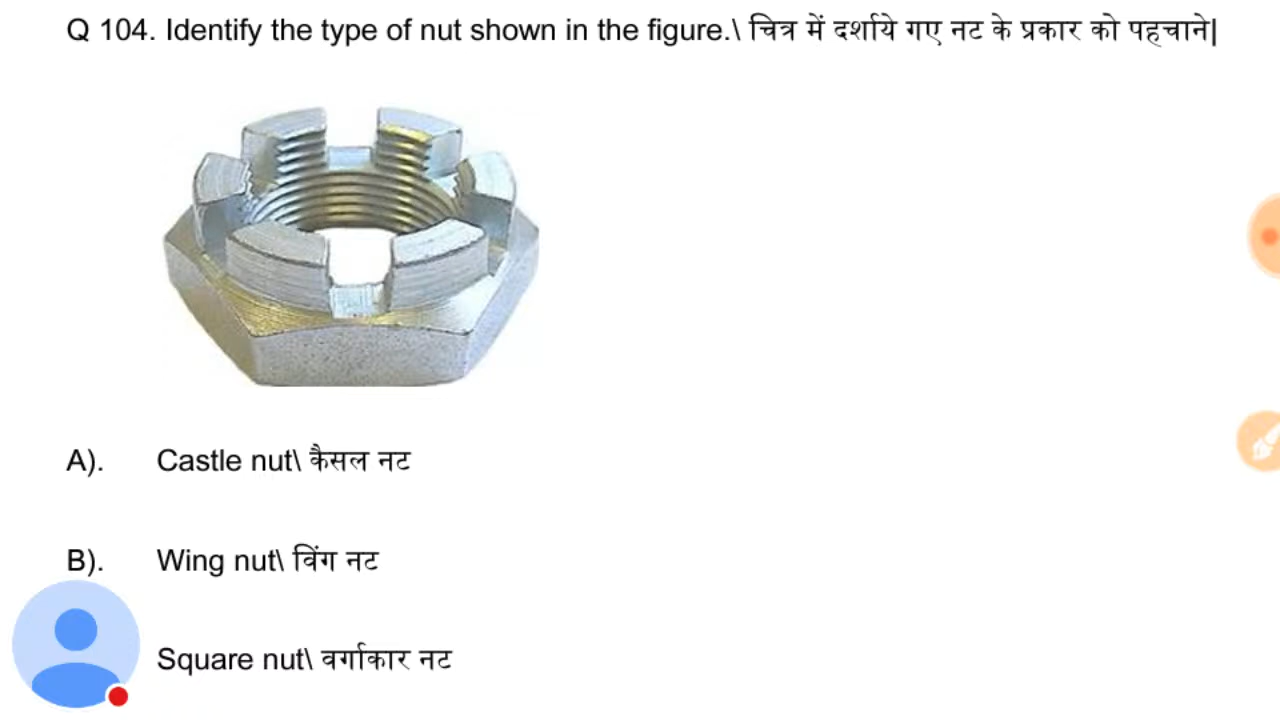 Q 104. Identify the type of nut shown in the figure.\ चित्र में दर्शाये गए नट के प्रकार को पहचाने|
A). Castle nut\ कैसल नट
B). Wing nut\ विंग नट
Square nut\ वर्गाकार नट